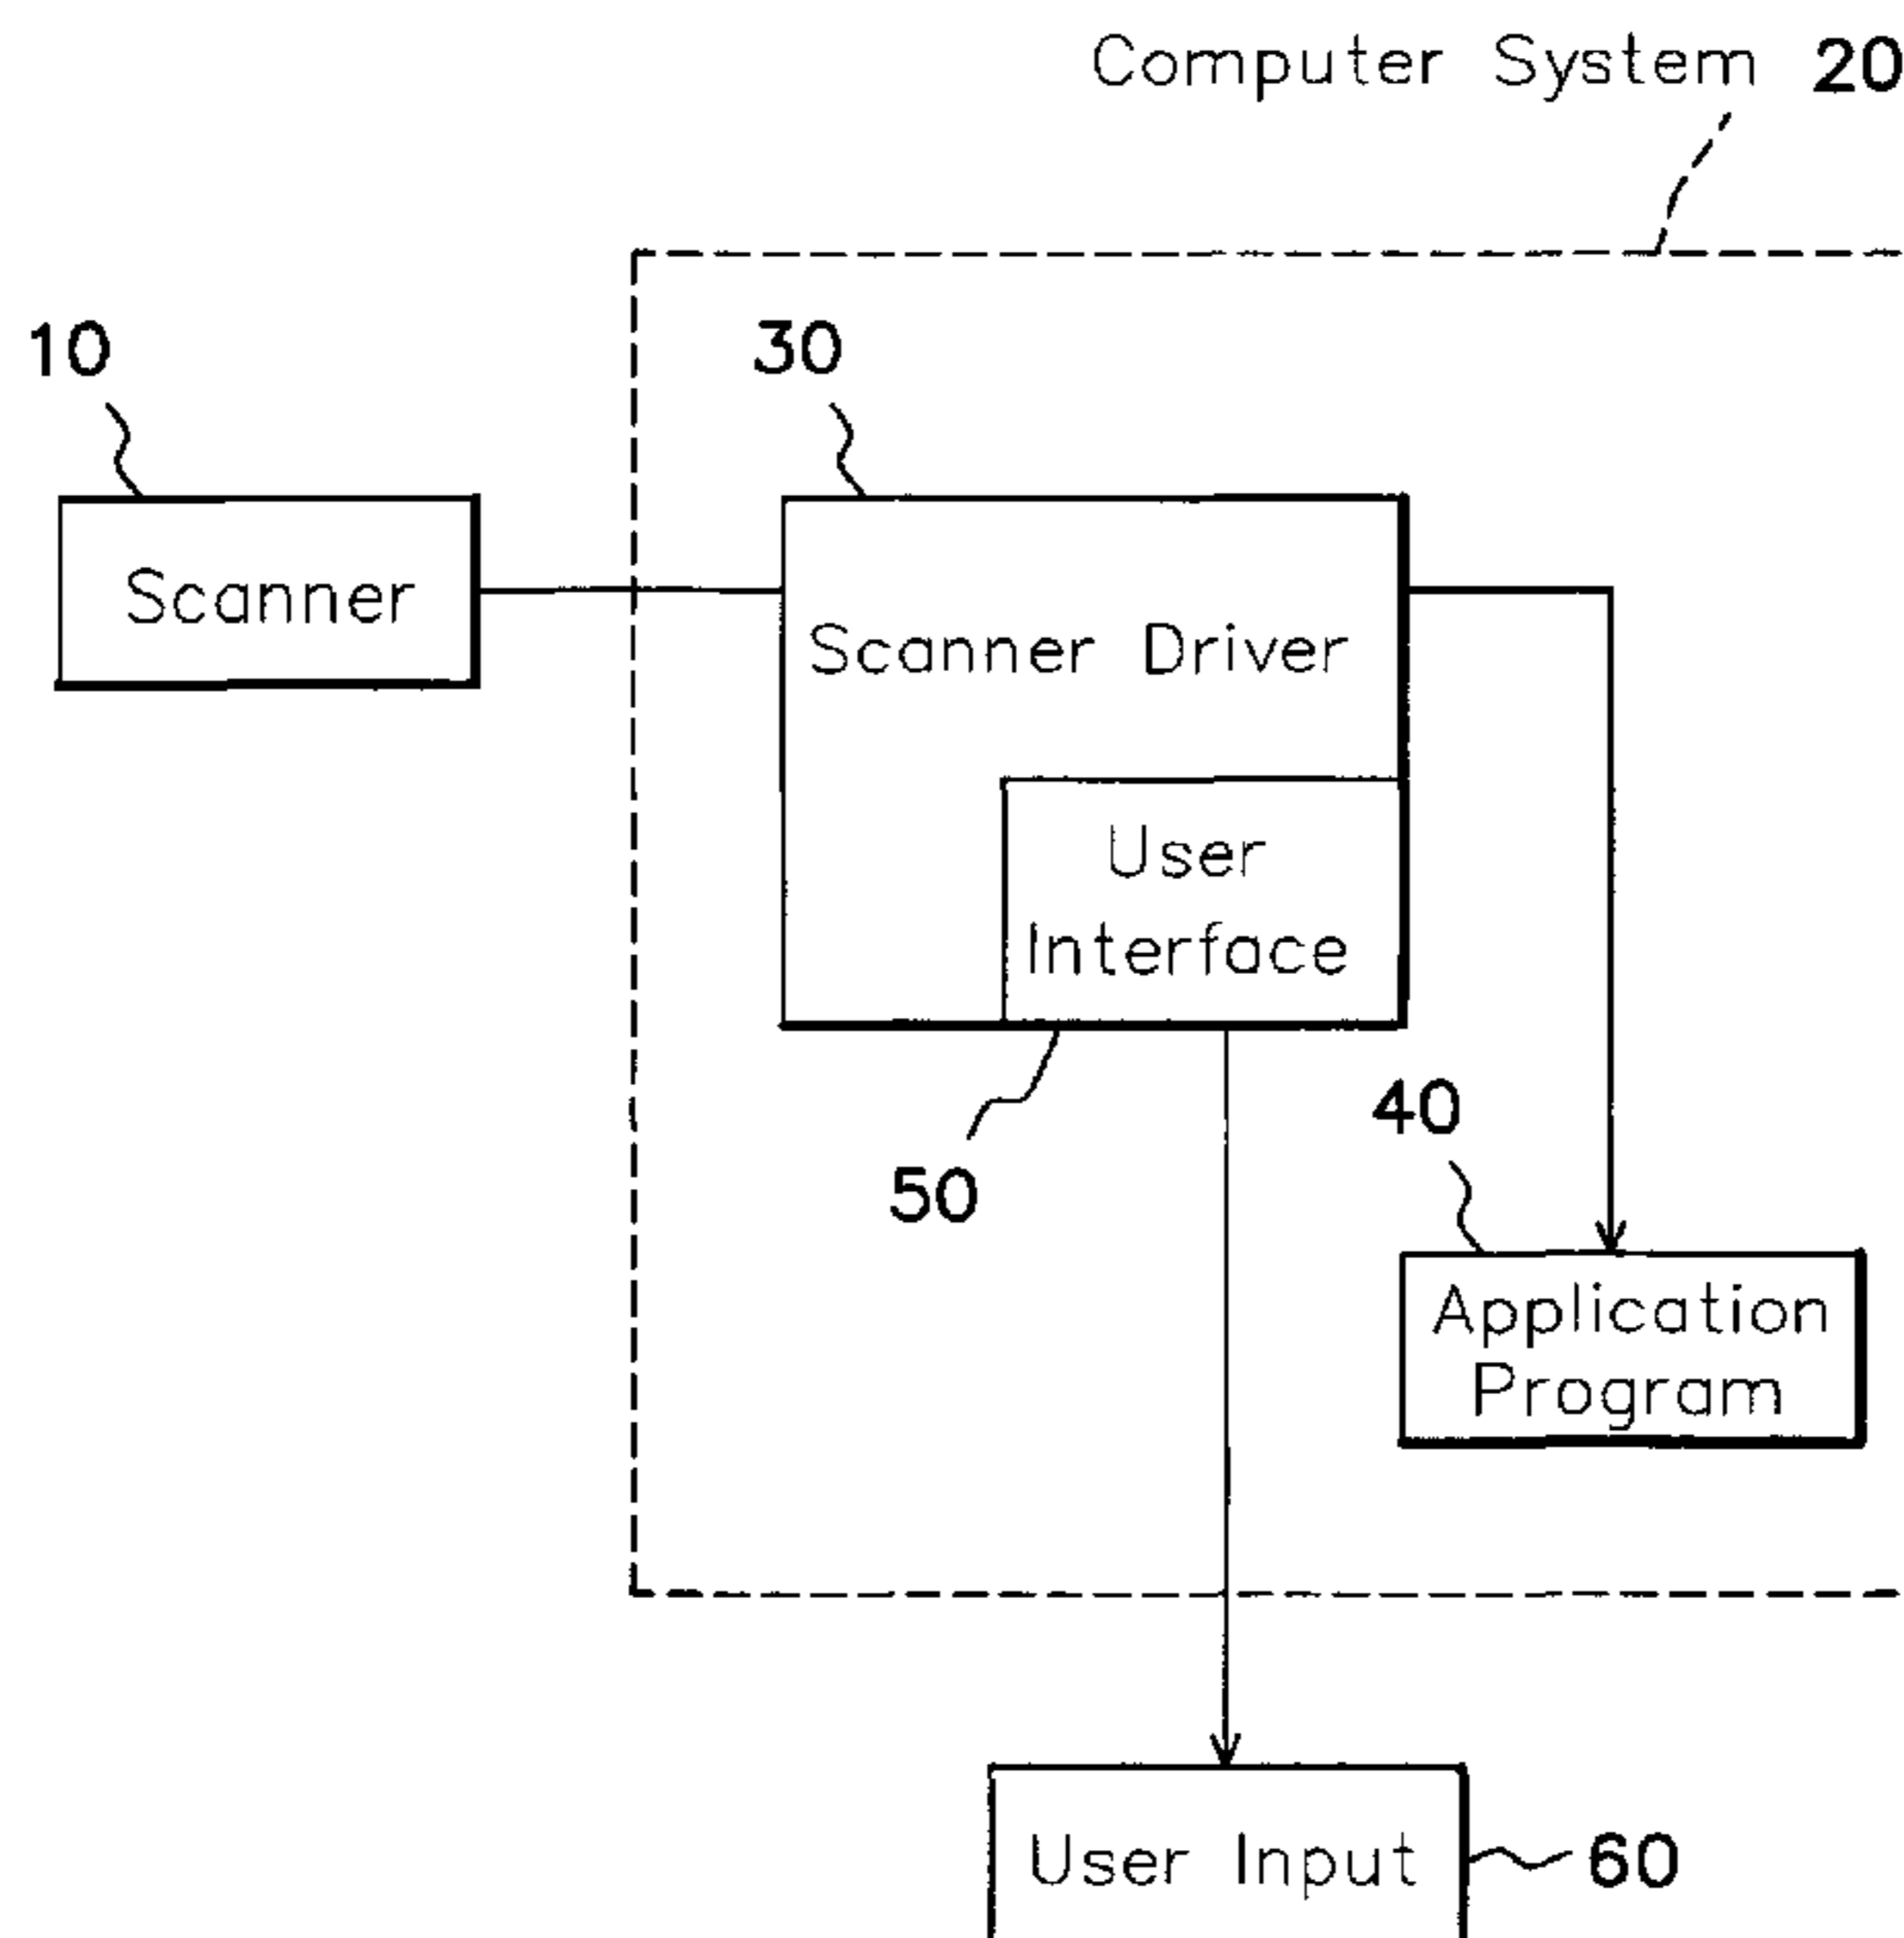 Computer System 20
10
30
Scanner
Scanner Driver
User
Interface
40
50
Application
Program
User Input
60